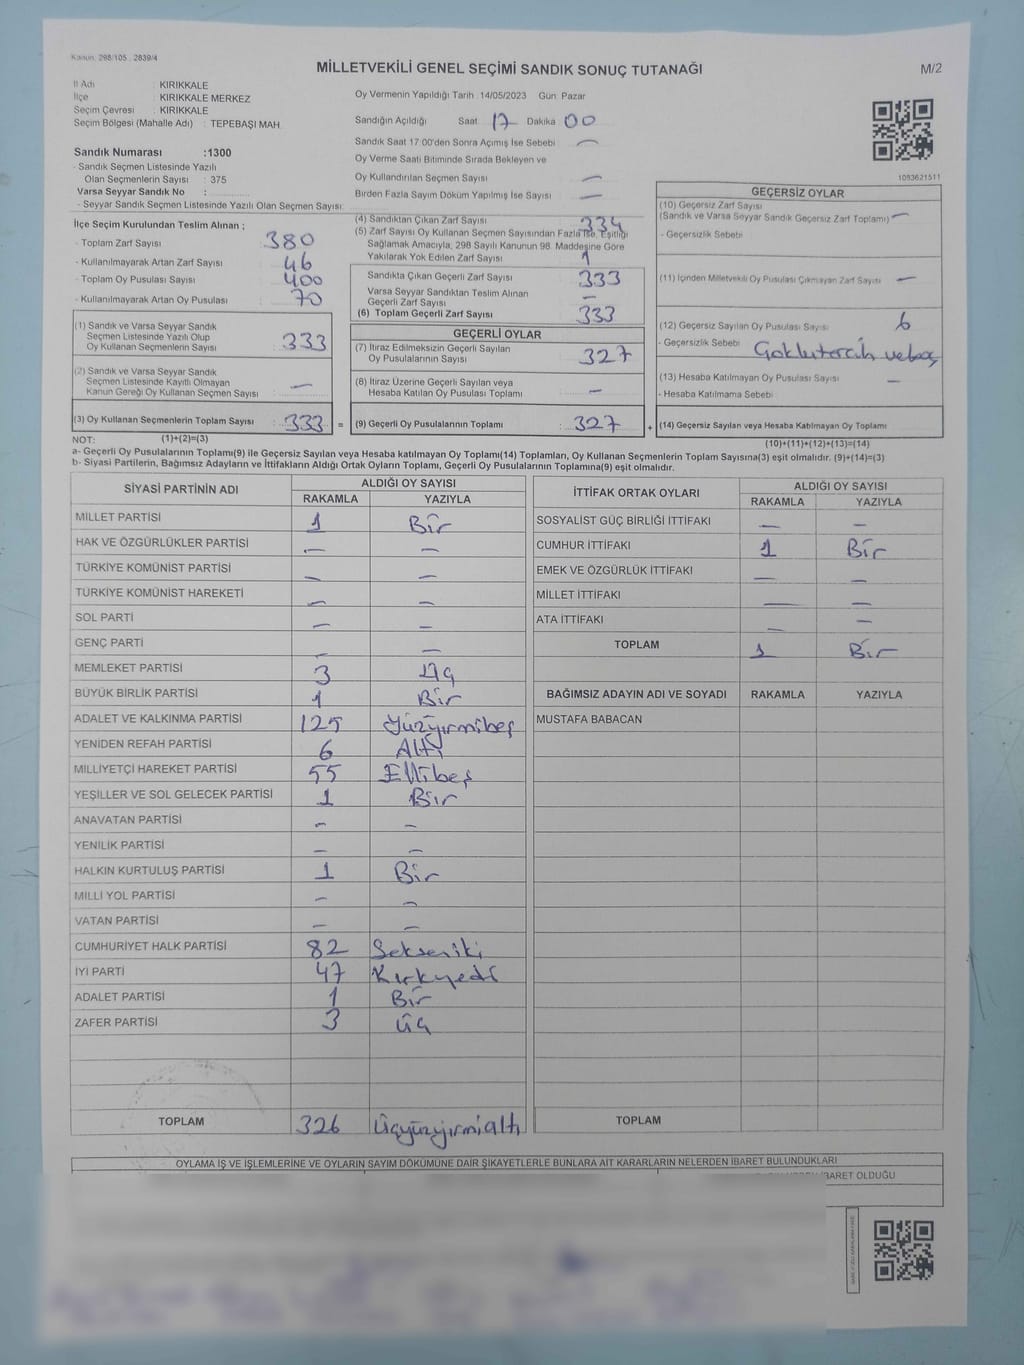 Kanun: 298/105 , 2839/4
MİLLETVEKİLİ GENEL SEÇİMİ SANDIK SONUÇ TUTANAĞI
M/2
İl Adı : KIRIKKALE
İlçe : KIRIKKALE MERKEZ
Seçim Çevresi : KIRIKKALE
Seçim Bölgesi (Mahalle Adı) : TEPEBAŞI MAH.
Oy Vermenin Yapıldığı Tarih 14/05/2023 Gün: Pazar
Sandığın Açıldığı Saat 17 Dakika 00
Sandık Saat 17.00'den Sonra Açılmış İse Sebebi —
Oy Verme Saati Bitiminde Sırada Bekleyen ve
Oy Kullandırılan Seçmen Sayısı —
Birden Fazla Sayım Döküm Yapılmış İse Sayısı —
Sandık Numarası :1300
- Sandık Seçmen Listesinde Yazılı
Olan Seçmenlerin Sayısı : 375
Varsa Seyyar Sandık No :
- Seyyar Sandık Seçmen Listesinde Yazılı Olan Seçmen Sayısı:
1083621511
İlçe Seçim Kurulundan Teslim Alınan ;
- Toplam Zarf Sayısı : 380
- Kullanılmayarak Artan Zarf Sayısı : 46
- Toplam Oy Pusulası Sayısı : 400
- Kullanılmayarak Artan Oy Pusulası : 70
(1) Sandık ve Varsa Seyyar Sandık
Seçmen Listesinde Yazılı Olup
Oy Kullanan Seçmenlerin Sayısı : 333
(2) Sandık ve Varsa Seyyar Sandık
Seçmen Listesinde Kayıtlı Olmayan
Kanun Gereği Oy Kullanan Seçmen Sayısı : —
(3) Oy Kullanan Seçmenlerin Toplam Sayısı : 333 =
(4) Sandıktan Çıkan Zarf Sayısı : 334
(5) Zarf Sayısı Oy Kullanan Seçmen Sayısından Fazla İse, Eşitliği
Sağlamak Amacıyla, 298 Sayılı Kanunun 98. Maddesine Göre
Yakılarak Yok Edilen Zarf Sayısı : 1
Sandıkta Çıkan Geçerli Zarf Sayısı : 333
Varsa Seyyar Sandıktan Teslim Alınan
Geçerli Zarf Sayısı : —
(6) Toplam Geçerli Zarf Sayısı : 333
GEÇERLİ OYLAR
(7) İtiraz Edilmeksizin Geçerli Sayılan
Oy Pusulalarının Sayısı : 327
(8) İtiraz Üzerine Geçerli Sayılan veya
Hesaba Katılan Oy Pusulası Toplamı : —
(9) Geçerli Oy Pusulalarının Toplamı : 327 +
GEÇERSİZ OYLAR
(10) Geçersiz Zarf Sayısı
(Sandık ve Varsa Seyyar Sandık Geçersiz Zarf Toplamı) —
- Geçersizlik Sebebi
(11) İçinden Milletvekili Oy Pusulası Çıkmayan Zarf Sayısı —
(12) Geçersiz Sayılan Oy Pusulası Sayısı 6
- Geçersizlik Sebebi : Çoklu tercih ve boş
(13) Hesaba Katılmayan Oy Pusulası Sayısı —
- Hesaba Katılmama Sebebi :
(14) Geçersiz Sayılan veya Hesaba Katılmayan Oy Toplamı
NOT: (1)+(2)=(3)
(10)+(11)+(12)+(13)=(14)
a- Geçerli Oy Pusulalarının Toplamı(9) ile Geçersiz Sayılan veya Hesaba katılmayan Oy Toplamı(14) Toplamları, Oy Kullanan Seçmenlerin Toplam Sayısına(3) eşit olmalıdır. (9)+(14)=(3)
b- Siyasi Partilerin, Bağımsız Adayların ve İttifakların Aldığı Ortak Oyların Toplamı, Geçerli Oy Pusulalarının Toplamına(9) eşit olmalıdır.
SİYASİ PARTİNİN ADI ALDIĞI OY SAYISI
RAKAMLA YAZIYLA
MİLLET PARTİSİ 1 Bir
HAK VE ÖZGÜRLÜKLER PARTİSİ — —
TÜRKİYE KOMÜNİST PARTİSİ — —
TÜRKİYE KOMÜNİST HAREKETİ — —
SOL PARTİ — —
GENÇ PARTİ — —
MEMLEKET PARTİSİ 3 Üç
BÜYÜK BİRLİK PARTİSİ 1 Bir
ADALET VE KALKINMA PARTİSİ 125 Yüzyirmibeş
YENİDEN REFAH PARTİSİ 6 Altı
MİLLİYETÇİ HAREKET PARTİSİ 55 Ellibeş
YEŞİLLER VE SOL GELECEK PARTİSİ 1 Bir
ANAVATAN PARTİSİ — —
YENİLİK PARTİSİ — —
HALKIN KURTULUŞ PARTİSİ 1 Bir
MİLLİ YOL PARTİSİ — —
VATAN PARTİSİ — —
CUMHURİYET HALK PARTİSİ 82 Sekseniki
İYİ PARTİ 47 Kırkyedi
ADALET PARTİSİ 1 Bir
ZAFER PARTİSİ 3 Üç
TOPLAM 326 Üçyüzyirmialtı
İTTİFAK ORTAK OYLARI ALDIĞI OY SAYISI
RAKAMLA YAZIYLA
SOSYALİST GÜÇ BİRLİĞİ İTTİFAKI — —
CUMHUR İTTİFAKI 1 Bir
EMEK VE ÖZGÜRLÜK İTTİFAKI — —
MİLLET İTTİFAKI — —
ATA İTTİFAKI — —
TOPLAM 1 Bir
BAĞIMSIZ ADAYIN ADI VE SOYADI RAKAMLA YAZIYLA
MUSTAFA BABACAN
TOPLAM
OYLAMA İŞ VE İŞLEMLERİNE VE OYLARIN SAYIM DÖKÜMÜNE DAİR ŞİKAYETLERLE BUNLARA AİT KARARLARIN NELERDEN İBARET BULUNDUKLARI
İBARET OLDUĞU